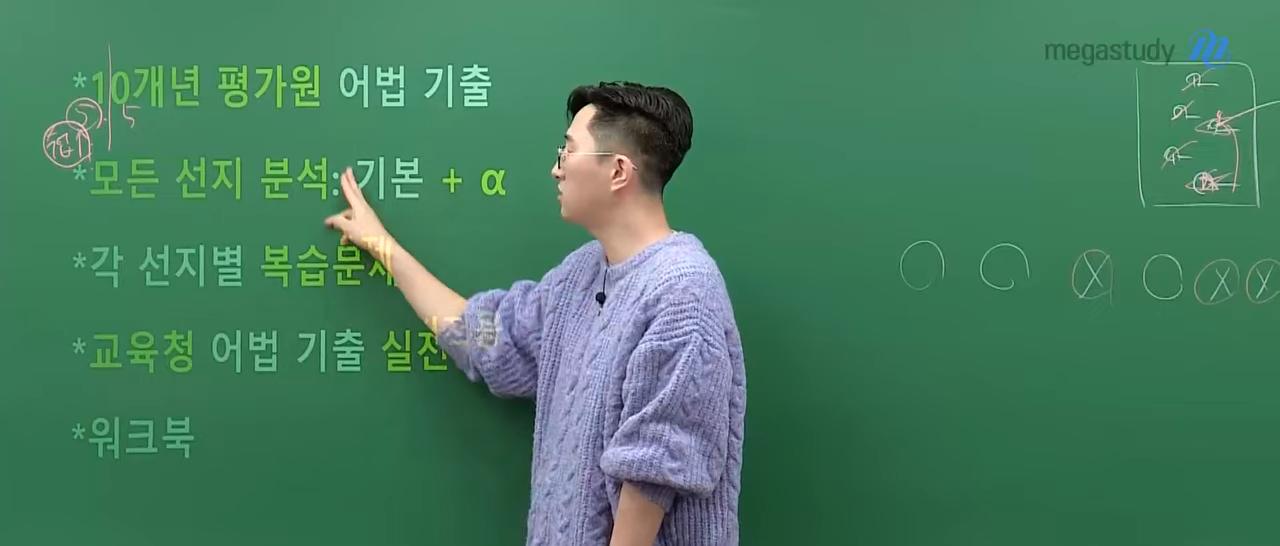 megastudy
*10개년 평가원 어법 기출
5
*모든 선지 분석: 기본 + α
*각 선지별 복습문제
*교육청 어법 기출 실전
*워크북